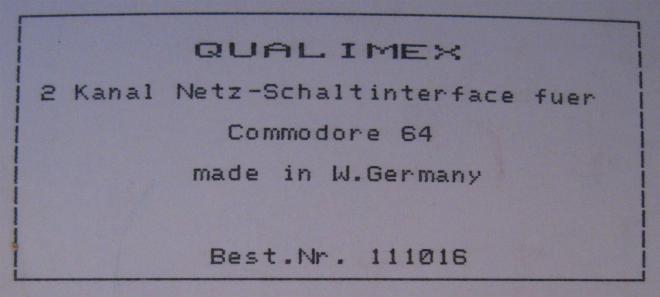 QUALIMEX
2 Kanal Netz-Schaltinterface fuer
Commodore 64
made in W.Germany
Best.Nr. 111016